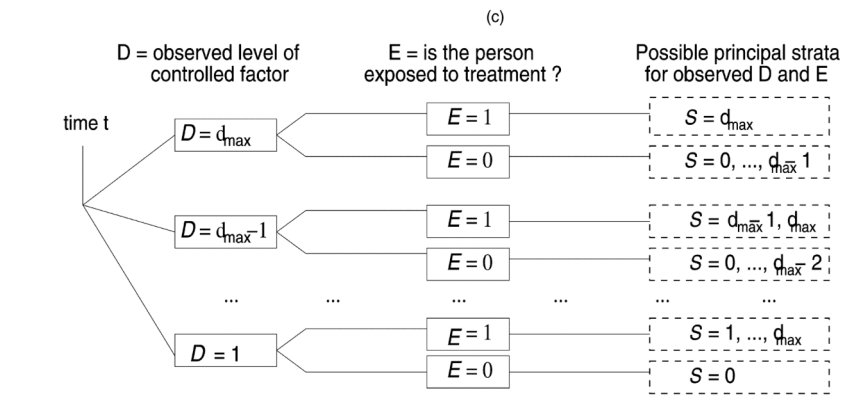 (c)
D = observed level of controlled factor
E = is the person exposed to treatment ?
Possible principal strata for observed D and E
time t
D = dmax
E = 1
S = dmax
E = 0
S = 0, ..., dmax − 1
D = dmax−1
E = 1
S = dmax − 1, dmax
E = 0
S = 0, ..., dmax − 2
... ... ... ... ... ...
D = 1
E = 1
S = 1, ..., dmax
E = 0
S = 0